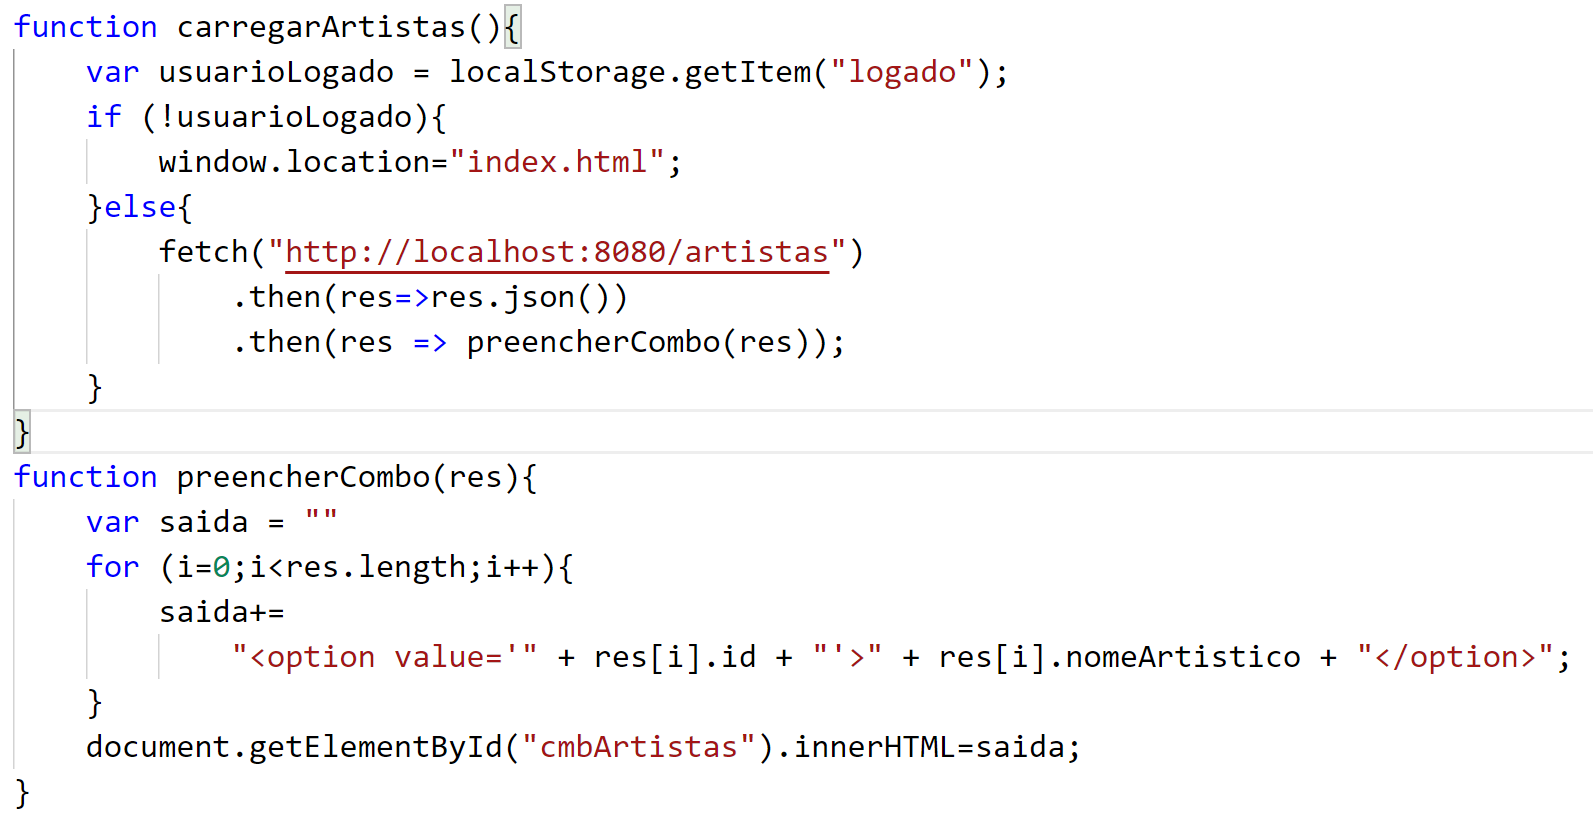 function carregarArtistas(){
    var usuarioLogado = localStorage.getItem("logado");
    if (!usuarioLogado){
        window.location="index.html";
    }else{
        fetch("http://localhost:8080/artistas")
            .then(res=>res.json())
            .then(res => preencherCombo(res));
    }
}
function preencherCombo(res){
    var saida = ""
    for (i=0;i<res.length;i++){
        saida+=
            "<option value='" + res[i].id + "'>" + res[i].nomeArtistico + "</option>";
    }
    document.getElementById("cmbArtistas").innerHTML=saida;
}